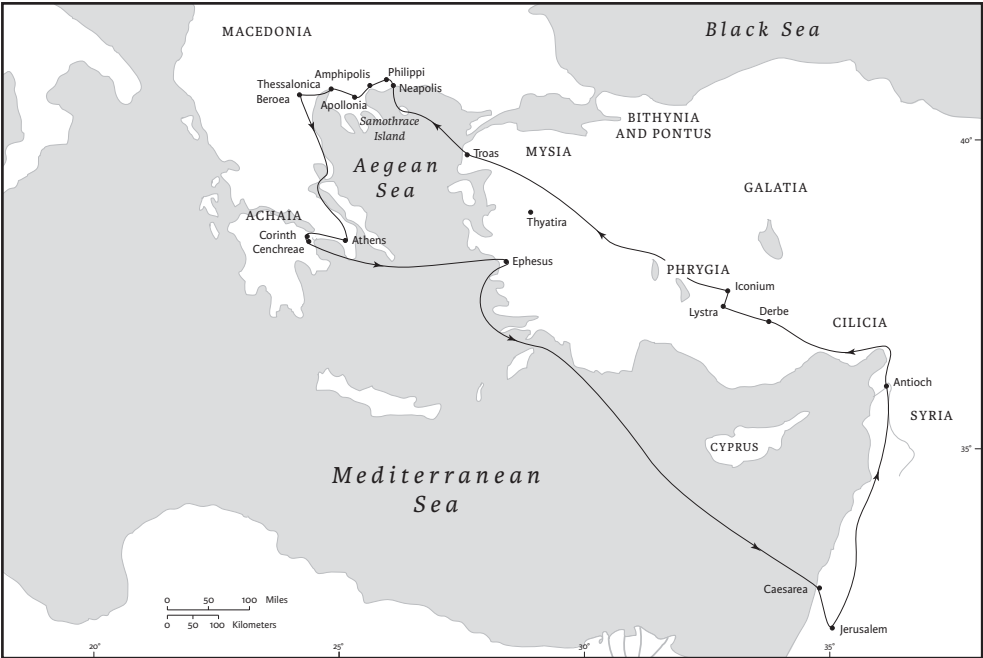 Black Sea
MACEDONIA
Philippi
Amphipolis
Thessalonica
Neapolis
Beroea
Apollonia
Samothrace
Island
BITHYNIA
AND PONTUS
40°
Troas
MYSIA
Aegean
Sea
GALATIA
ACHAIA
Thyatira
Corinth
Athens
Cenchreae
Ephesus
PHRYGIA
Iconium
Lystra
Derbe
CILICIA
Antioch
SYRIA
CYPRUS
35°
Mediterranean
Sea
Caesarea
0 50 100 Miles
0 50 100 Kilometers
Jerusalem
20°
25°
30°
35°